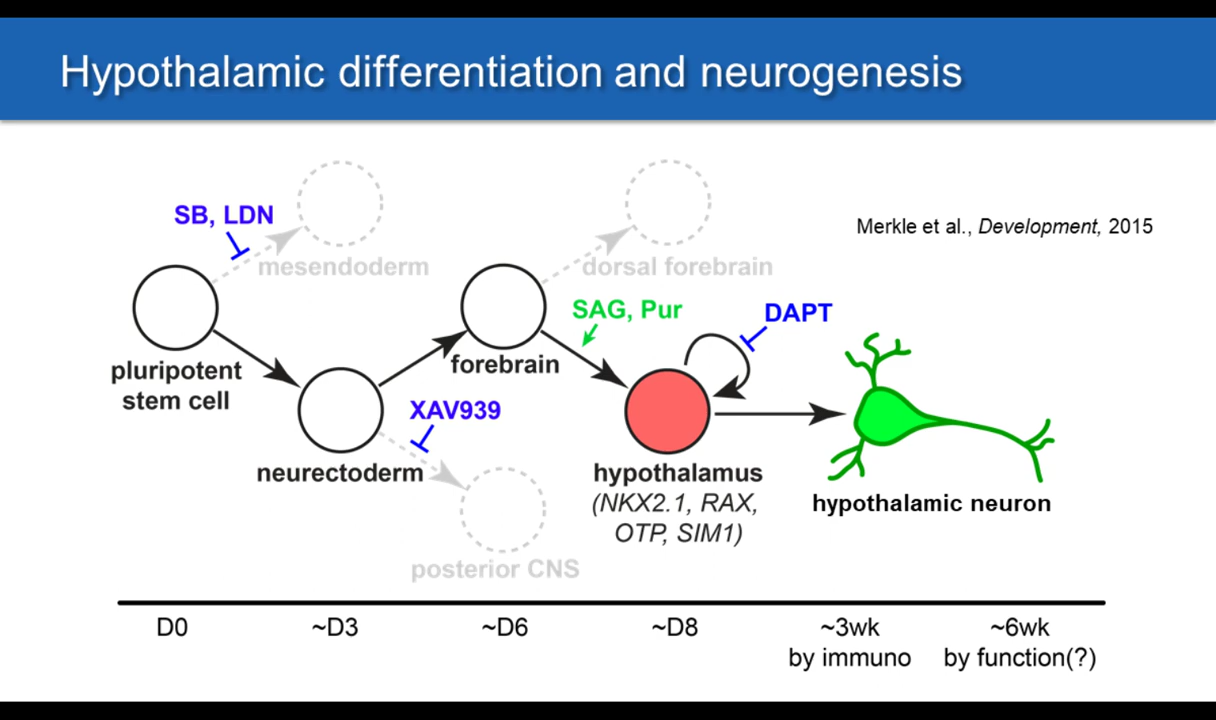 Hypothalamic differentiation and neurogenesis
SB, LDN
Merkle et al., Development, 2015
mesendoderm
dorsal forebrain
SAG, Pur
DAPT
pluripotent
stem cell
forebrain
XAV939
neurectoderm
hypothalamus
(NKX2.1, RAX,
OTP, SIM1)
hypothalamic neuron
posterior CNS
D0
~D3
~D6
~D8
~3wk
by immuno
~6wk
by function(?)